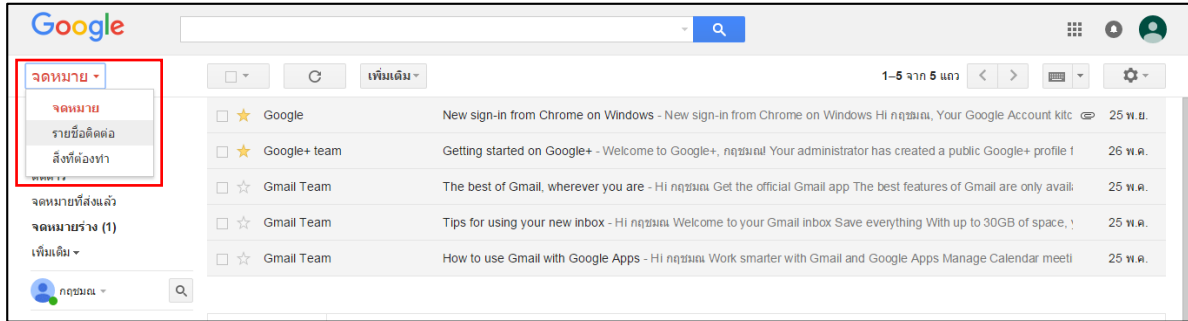 Google
จดหมาย
เพิ่มเติม
1–5 จาก 5 แถว
จดหมาย
รายชื่อติดต่อ
สิ่งที่ต้องทำ
ติดดาว
จดหมายที่ส่งแล้ว
จดหมายร่าง (1)
เพิ่มเติม
กฤชมณ
Google New sign-in from Chrome on Windows - New sign-in from Chrome on Windows Hi กฤชมณ, Your Google Account kitc 25 พ.ย.
Google+ team Getting started on Google+ - Welcome to Google+, กฤชมณ! Your administrator has created a public Google+ profile f 26 พ.ค.
Gmail Team The best of Gmail, wherever you are - Hi กฤชมณ Get the official Gmail app The best features of Gmail are only avail 25 พ.ค.
Gmail Team Tips for using your new inbox - Hi กฤชมณ Welcome to your Gmail inbox Save everything With up to 30GB of space, 25 พ.ค.
Gmail Team How to use Gmail with Google Apps - Hi กฤชมณ Work smarter with Gmail and Google Apps Manage Calendar meeti 25 พ.ค.